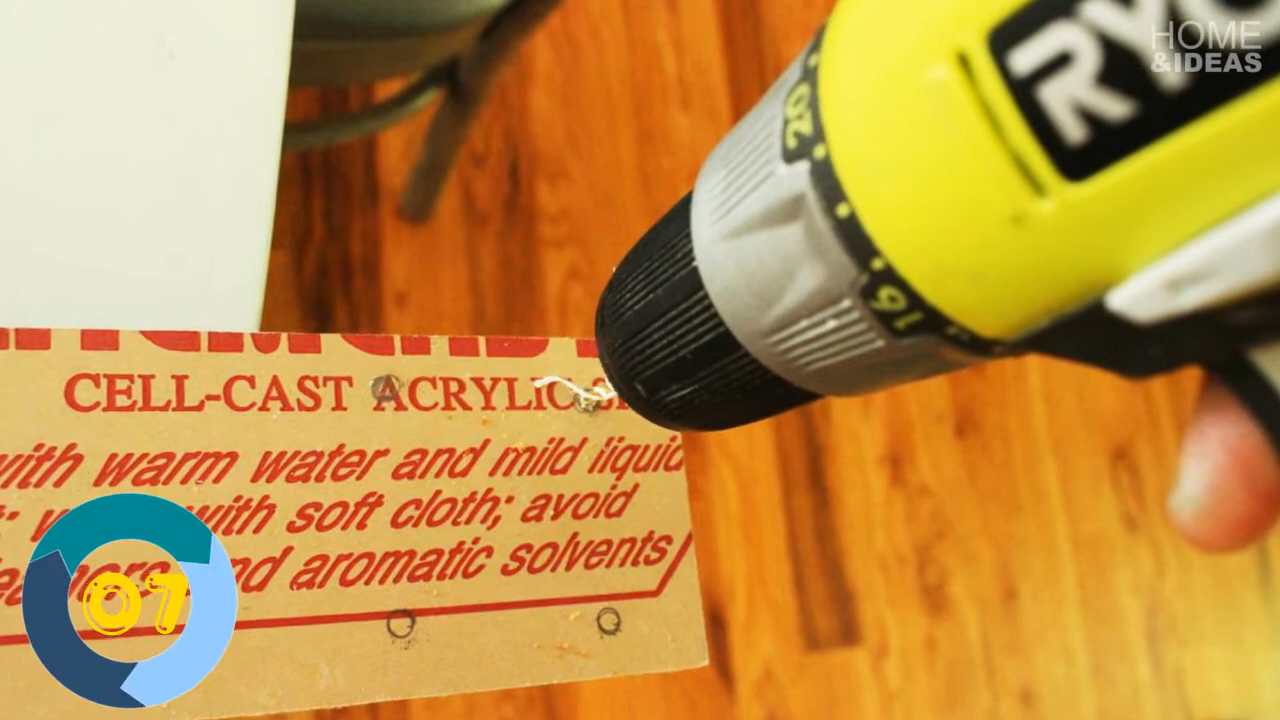 HOME
&IDEAS
RYO
20
16
CELL-CAST ACRYLIC
with warm water and mild liquid
with soft cloth; avoid
and aromatic solvents
07